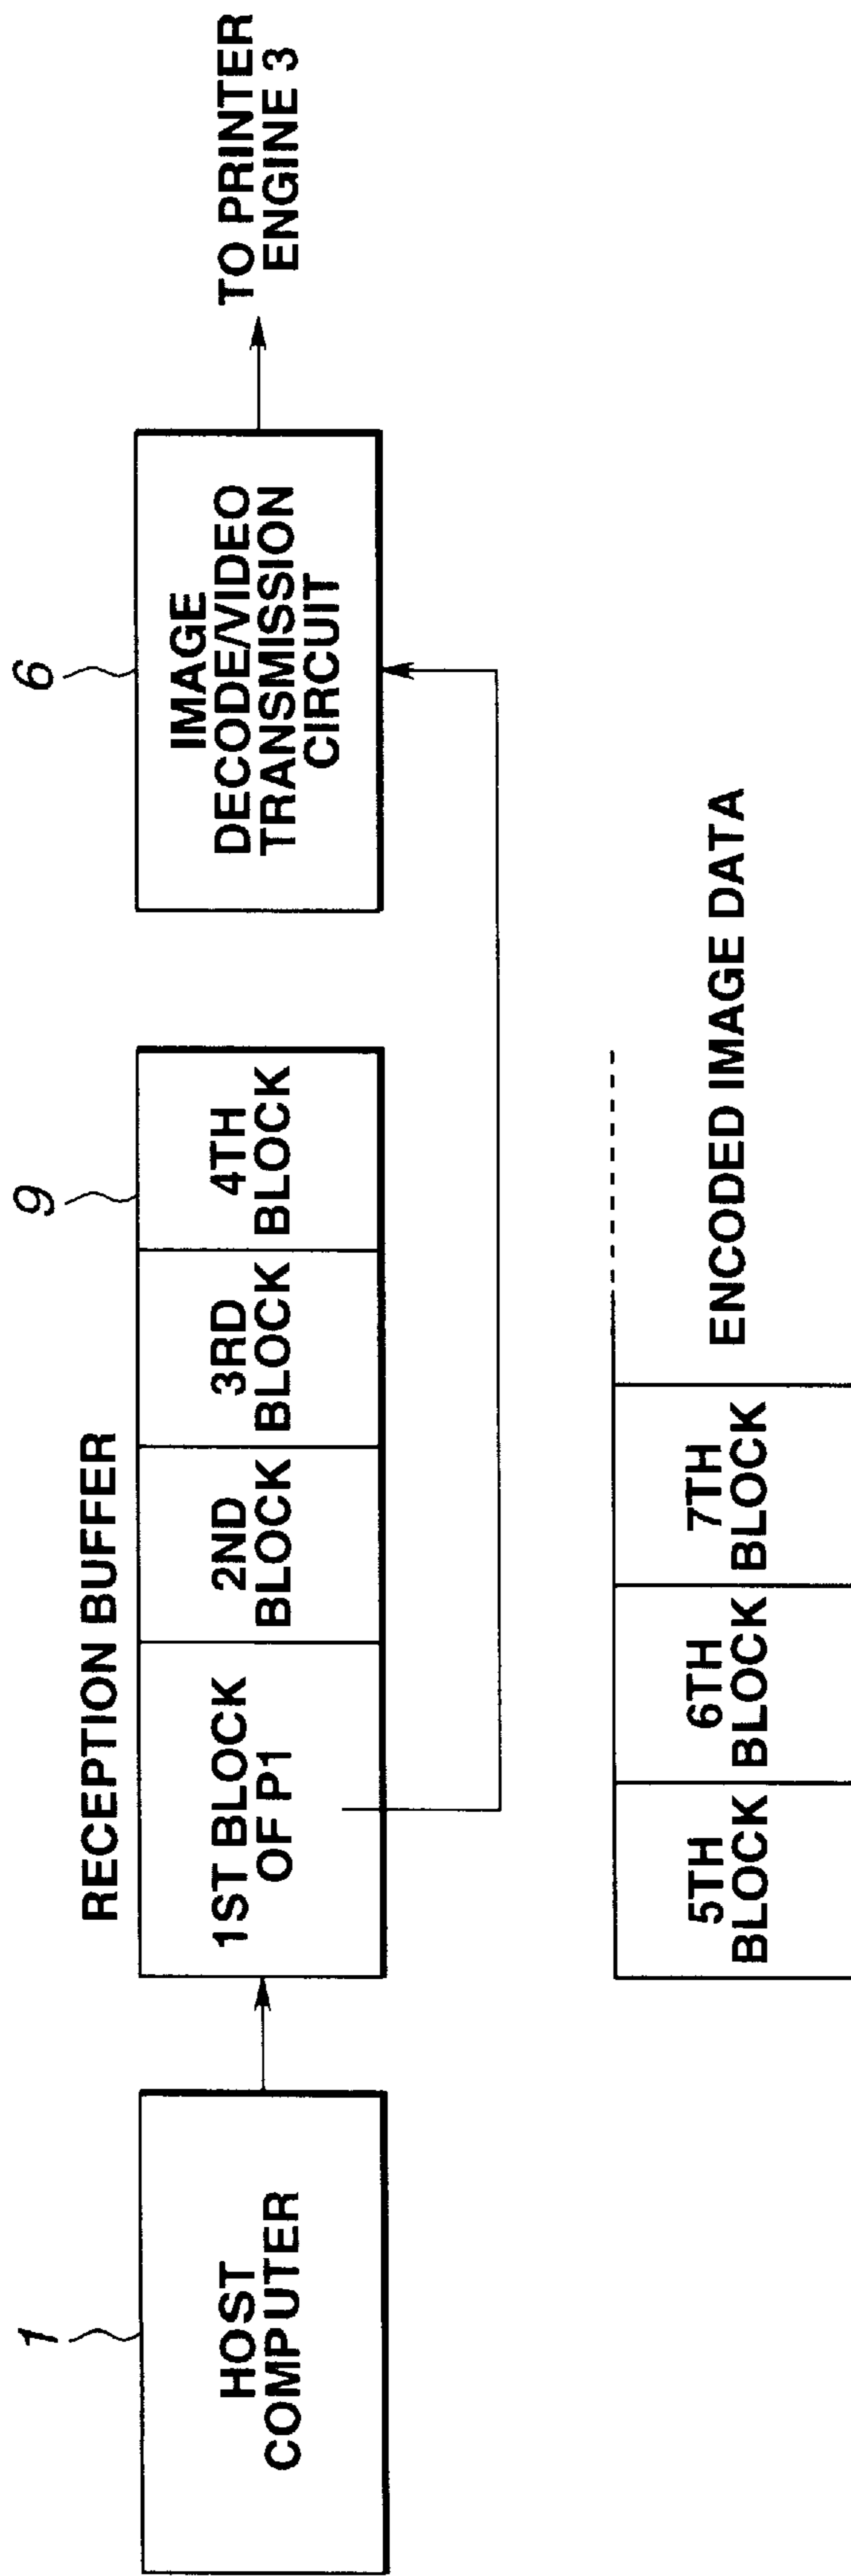 1
HOST
COMPUTER
RECEPTION BUFFER
9
1ST BLOCK
OF P1
2ND
BLOCK
3RD
BLOCK
4TH
BLOCK
6
IMAGE
DECODE/VIDEO
TRANSMISSION
CIRCUIT
TO PRINTER
ENGINE 3
5TH
BLOCK
6TH
BLOCK
7TH
BLOCK
ENCODED IMAGE DATA